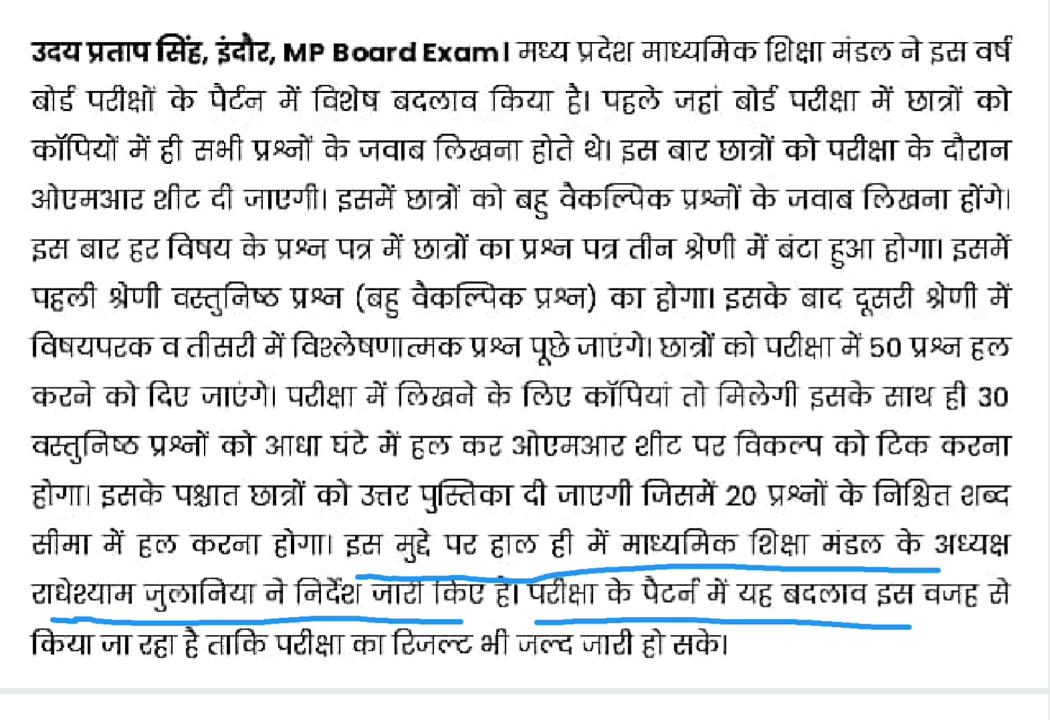 उदय प्रताप सिंह, इंदौर, MP Board Exam। मध्य प्रदेश माध्यमिक शिक्षा मंडल ने इस वर्ष
बोर्ड परीक्षों के पैर्टन में विशेष बदलाव किया है। पहले जहां बोर्ड परीक्षा में छात्रों को
कॉपियों में ही सभी प्रश्नों के जवाब लिखना होते थे। इस बार छात्रों को परीक्षा के दौरान
ओएमआर शीट दी जाएगी। इसमें छात्रों को बहु वैकल्पिक प्रश्नों के जवाब लिखना होंगे।
इस बार हर विषय के प्रश्न पत्र में छात्रों का प्रश्न पत्र तीन श्रेणी में बंटा हुआ होगा। इसमें
पहली श्रेणी वस्तुनिष्ठ प्रश्न (बहु वैकल्पिक प्रश्न) का होगा। इसके बाद दूसरी श्रेणी में
विषयपरक व तीसरी में विश्लेषणात्मक प्रश्न पूछे जाएंगे। छात्रों को परीक्षा में 50 प्रश्न हल
करने को दिए जाएंगे। परीक्षा में लिखने के लिए कॉपियां तो मिलेगी इसके साथ ही 30
वस्तुनिष्ठ प्रश्नों को आधा घंटे में हल कर ओएमआर शीट पर विकल्प को टिक करना
होगा। इसके पश्चात छात्रों को उत्तर पुस्तिका दी जाएगी जिसमें 20 प्रश्नों के निश्चित शब्द
सीमा में हल करना होगा। इस मुद्दे पर हाल ही में माध्यमिक शिक्षा मंडल के अध्यक्ष
राधेश्याम जुलानिया ने निर्देश जारी किए है। परीक्षा के पैटर्न में यह बदलाव इस वजह से
किया जा रहा है ताकि परीक्षा का रिजल्ट भी जल्द जारी हो सके।